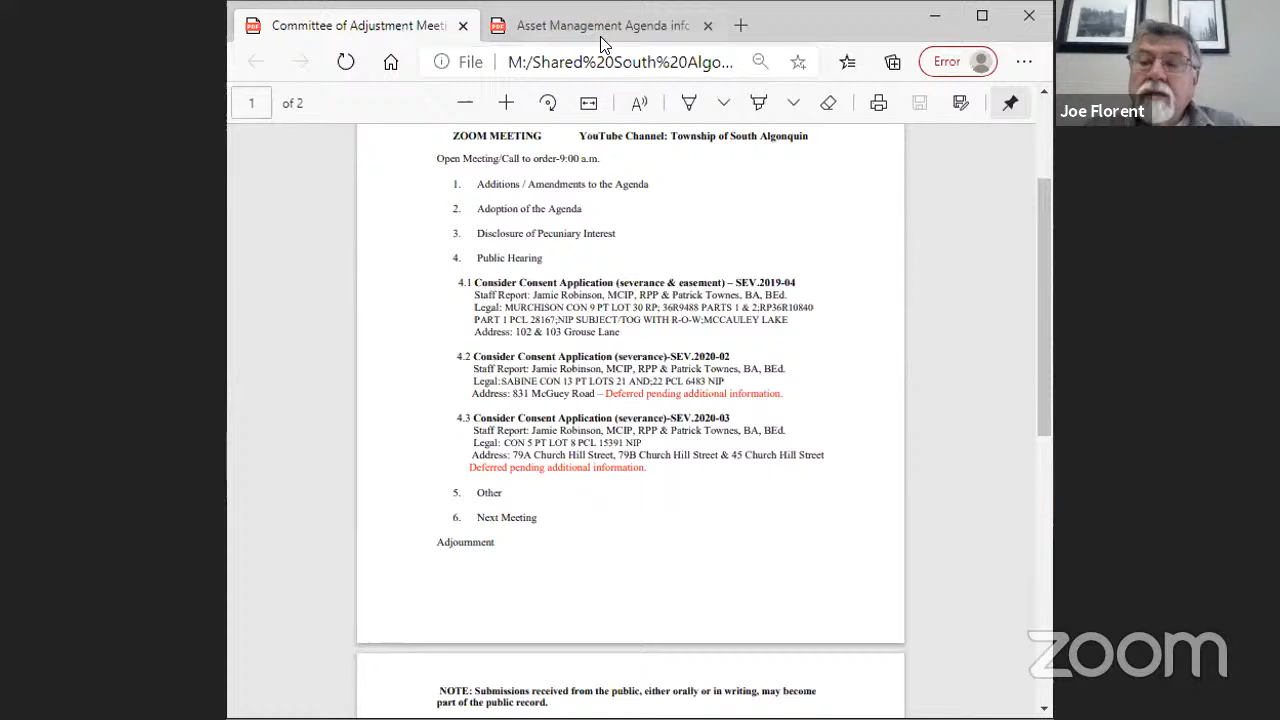 Committee of Adjustment Meeti
Asset Management Agenda info
File
M:/Shared%20South%20Algo...
Error
1 of 2
Joe Florent
ZOOM MEETING YouTube Channel: Township of South Algonquin
Open Meeting/Call to order-9:00 a.m.
1. Additions / Amendments to the Agenda
2. Adoption of the Agenda
3. Disclosure of Pecuniary Interest
4. Public Hearing
4.1 Consider Consent Application (severance & easement) – SEV.2019-04
Staff Report: Jamie Robinson, MCIP, RPP & Patrick Townes, BA, BEd.
Legal: MURCHISON CON 9 PT LOT 30 RP; 36R9488 PARTS 1 & 2;RP36R10840
PART 1 PCL 28167;NIP SUBJECT/TOG WITH R-O-W;MCCAULEY LAKE
Address: 102 & 103 Grouse Lane
4.2 Consider Consent Application (severance)-SEV.2020-02
Staff Report: Jamie Robinson, MCIP, RPP & Patrick Townes, BA, BEd.
Legal:SABINE CON 13 PT LOTS 21 AND;22 PCL 6483 NIP
Address: 831 McGuey Road – Deferred pending additional information.
4.3 Consider Consent Application (severance)-SEV.2020-03
Staff Report: Jamie Robinson, MCIP, RPP & Patrick Townes, BA, BEd.
Legal: CON 5 PT LOT 8 PCL 15391 NIP
Address: 79A Church Hill Street, 79B Church Hill Street & 45 Church Hill Street
Deferred pending additional information.
5. Other
6. Next Meeting
Adjournment
NOTE: Submissions received from the public, either orally or in writing, may become
part of the public record.
zoom